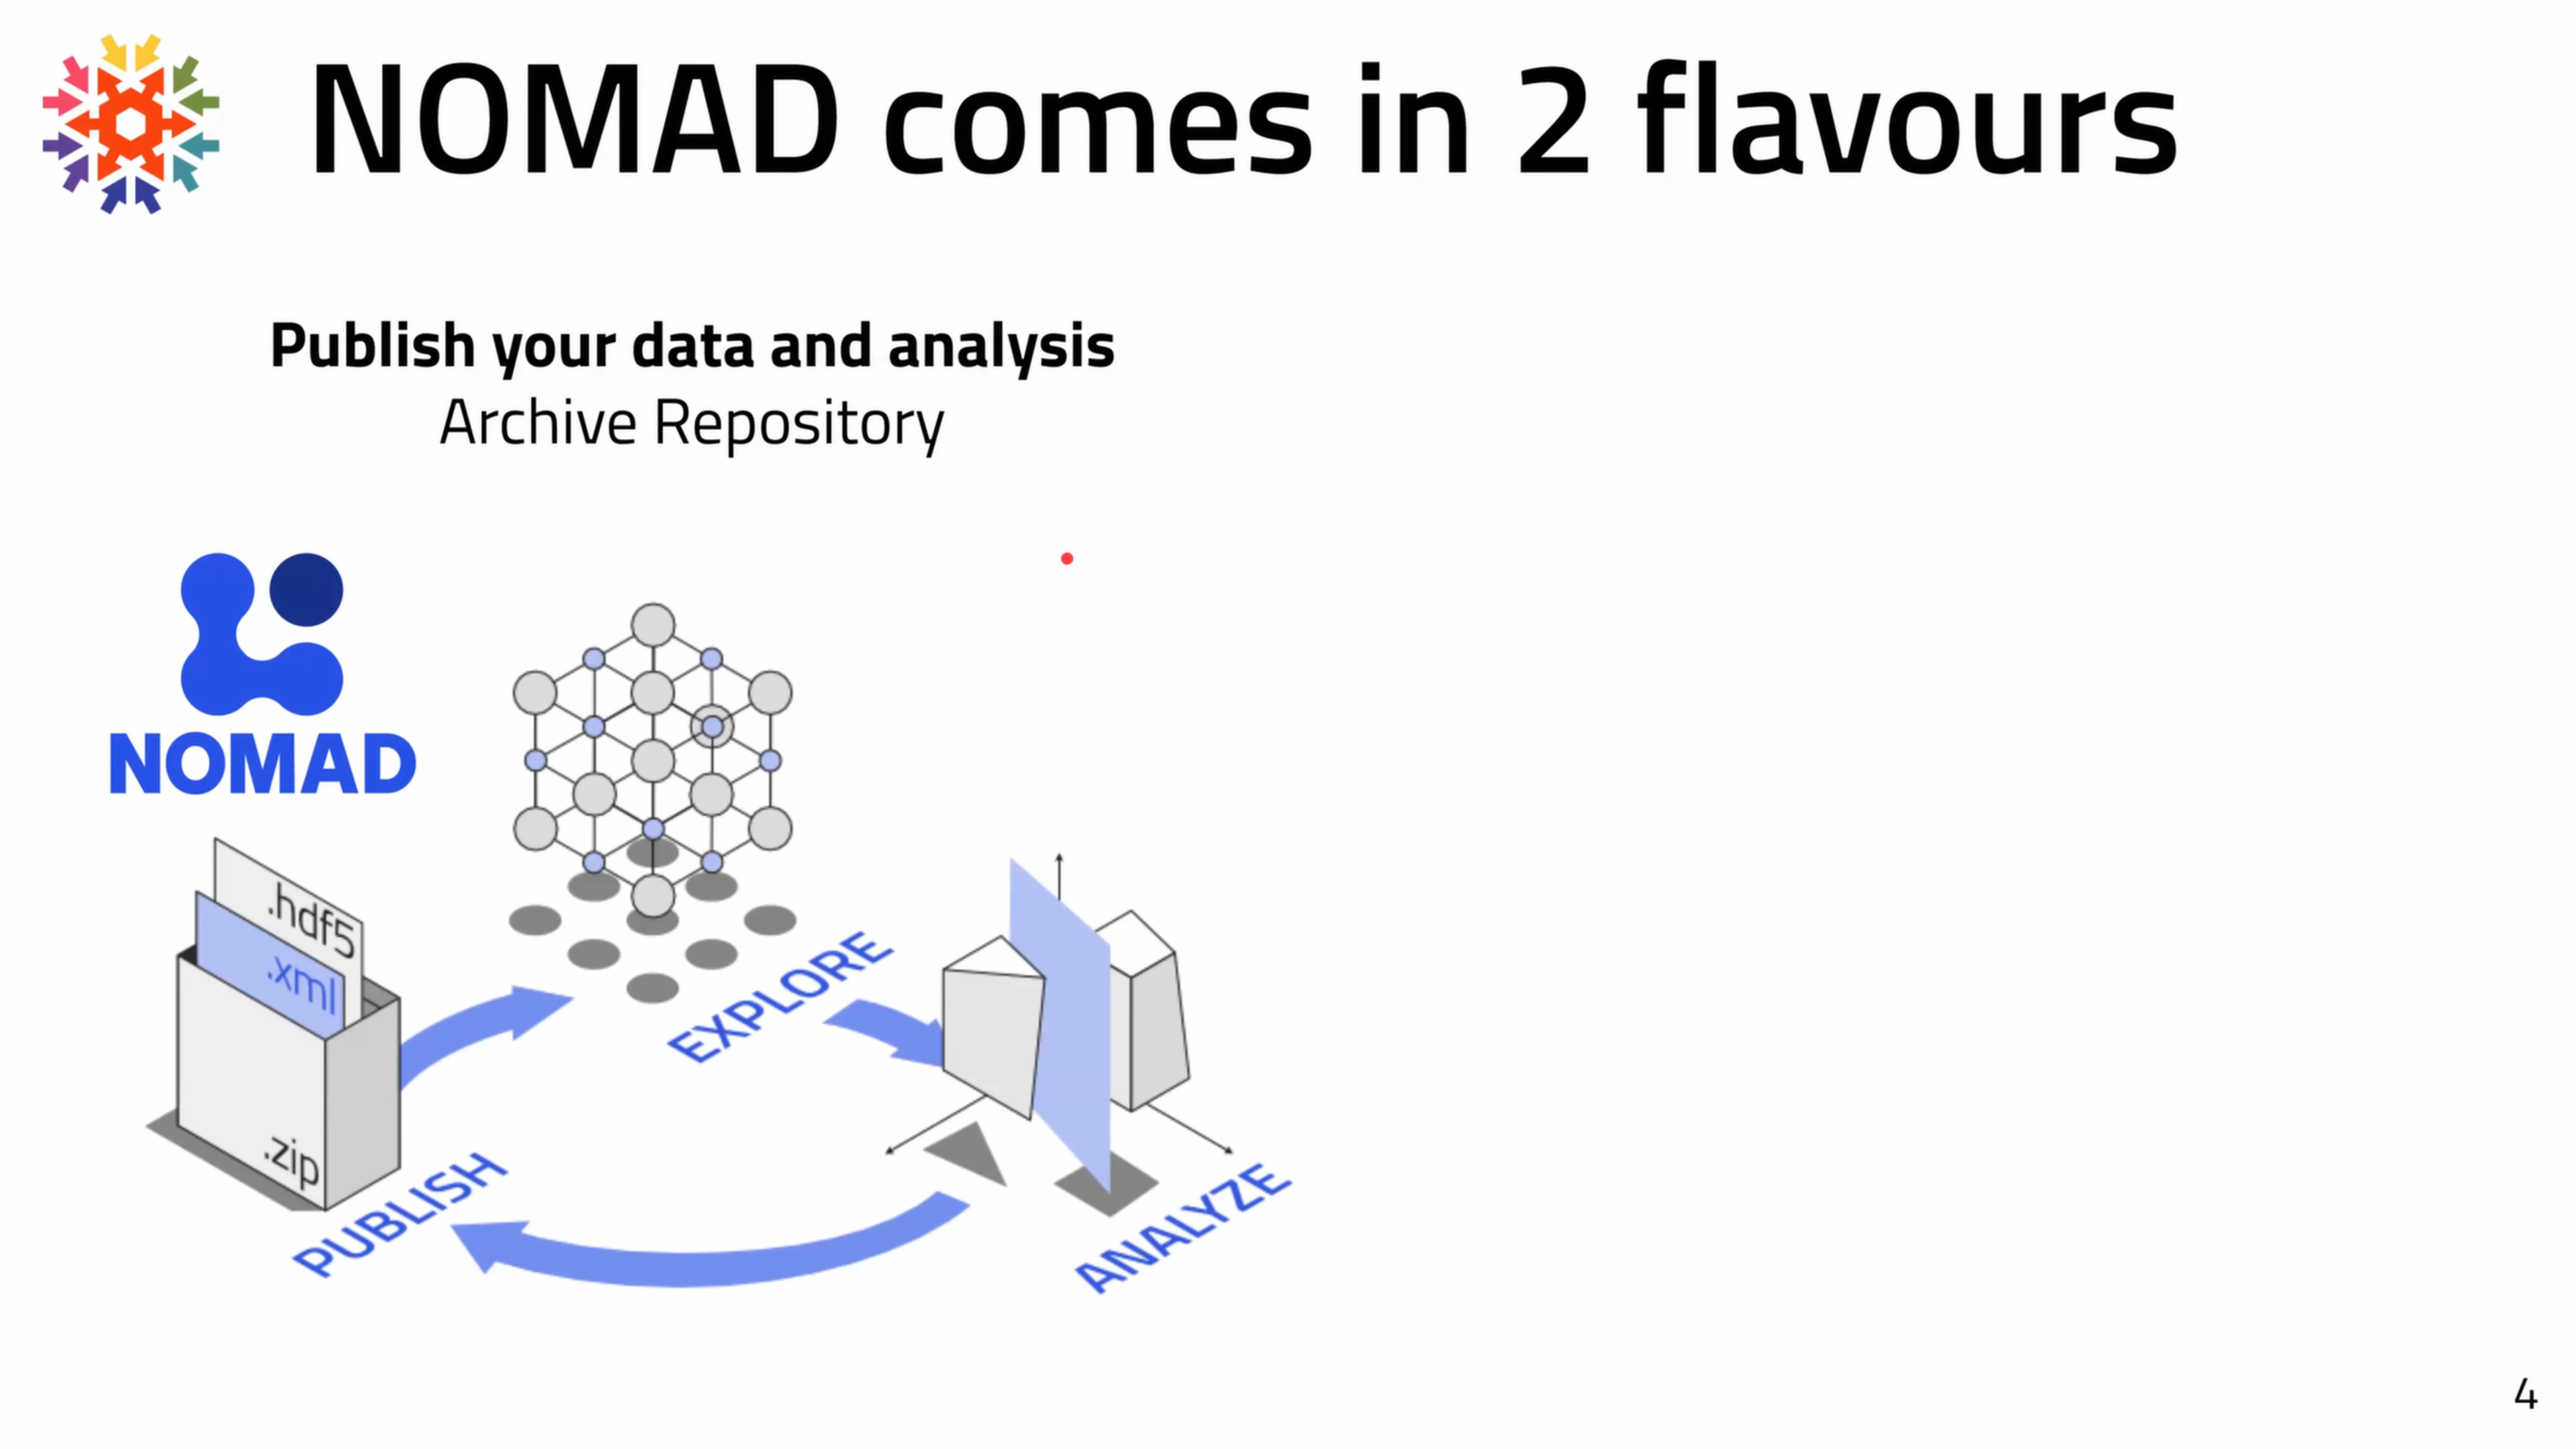 NOMAD comes in 2 flavours
Publish your data and analysis
Archive Repository
NOMAD
.hdf5
.xml
.zip
EXPLORE
PUBLISH
ANALYZE
4